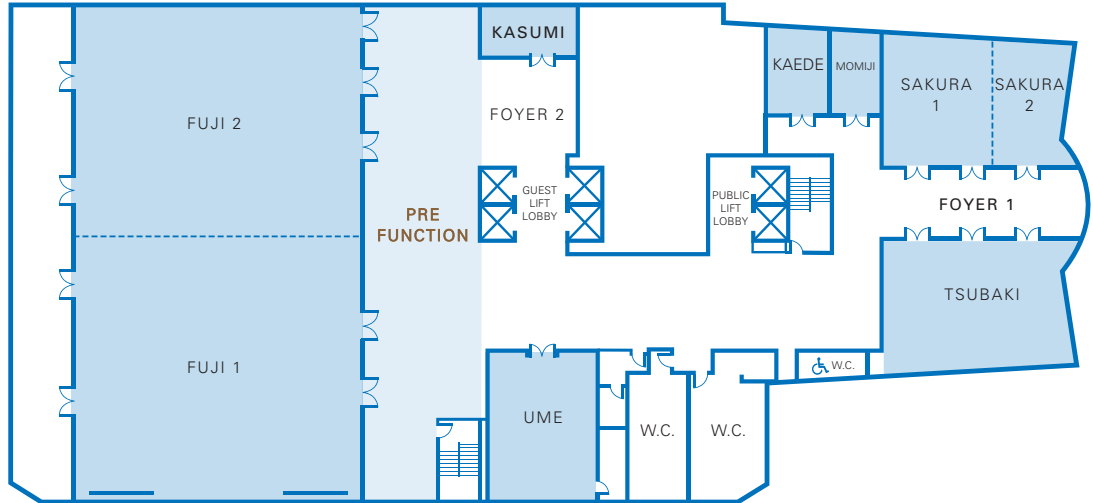 KASUMI
KAEDE
MOMIJI
SAKURA
1
SAKURA
2
FUJI 2
FOYER 2
GUEST
LIFT
LOBBY
PUBLIC
LIFT
LOBBY
PRE
FUNCTION
FOYER 1
TSUBAKI
FUJI 1
W.C.
UME
W.C.
W.C.